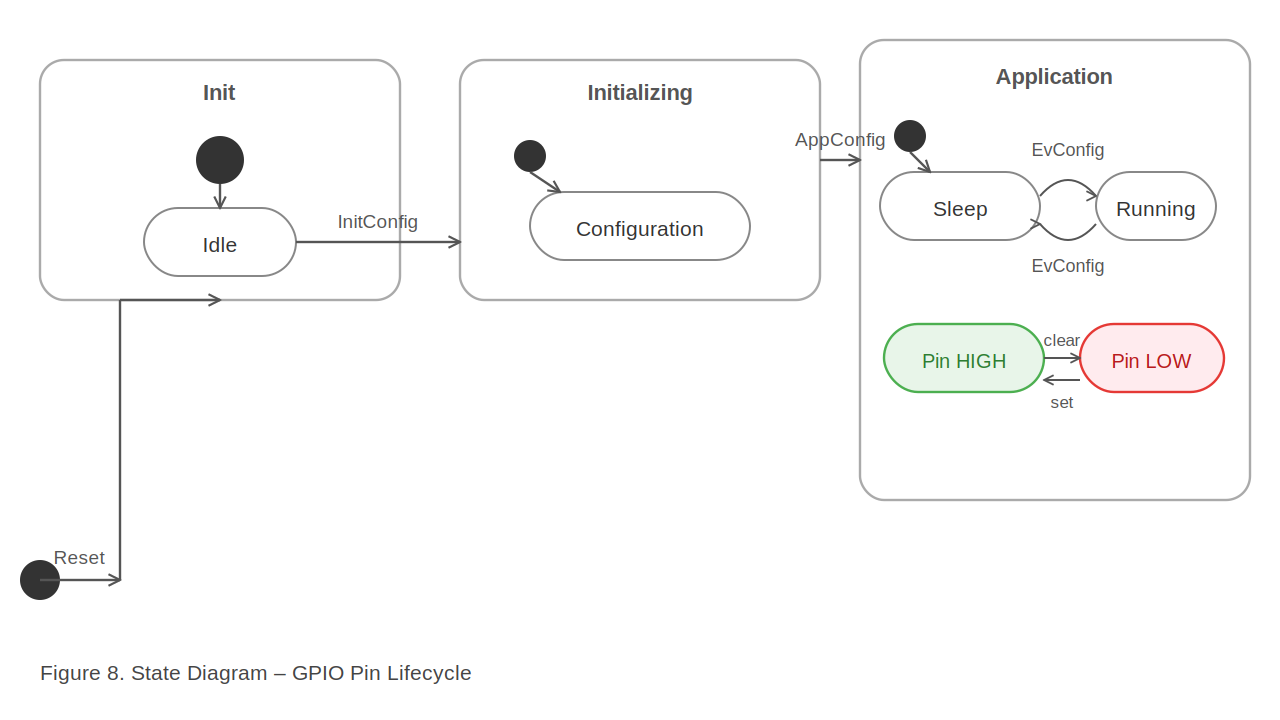 Init
Idle
InitConfig
Initializing
Configuration
AppConfig
Application
EvConfig
Sleep
Running
EvConfig
clear
Pin HIGH
Pin LOW
set
Reset
Figure 8. State Diagram – GPIO Pin Lifecycle